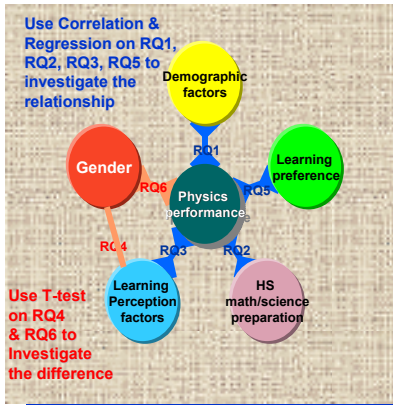 Use Correlation &
Regression on RQ1,
RQ2, RQ3, RQ5 to
investigate the
relationship
Demographic
factors
RQ1
Gender
Learning
preference
RQ6
RQ5
Physics
performance
RQ4
RQ3
RQ2
Learning
Perception
factors
HS
math/science
preparation
Use T-test
on RQ4
& RQ6 to
Investigate
the difference